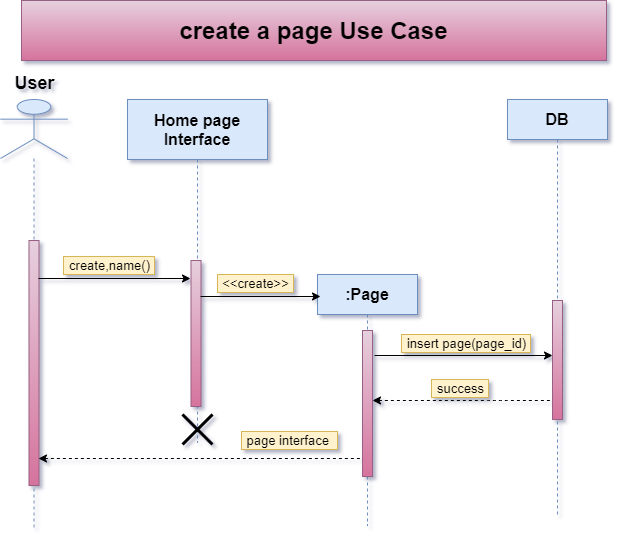 create a page Use Case
User
Home page
Interface
DB
create,name()
<<create>>
:Page
insert page(page_id)
success
page interface